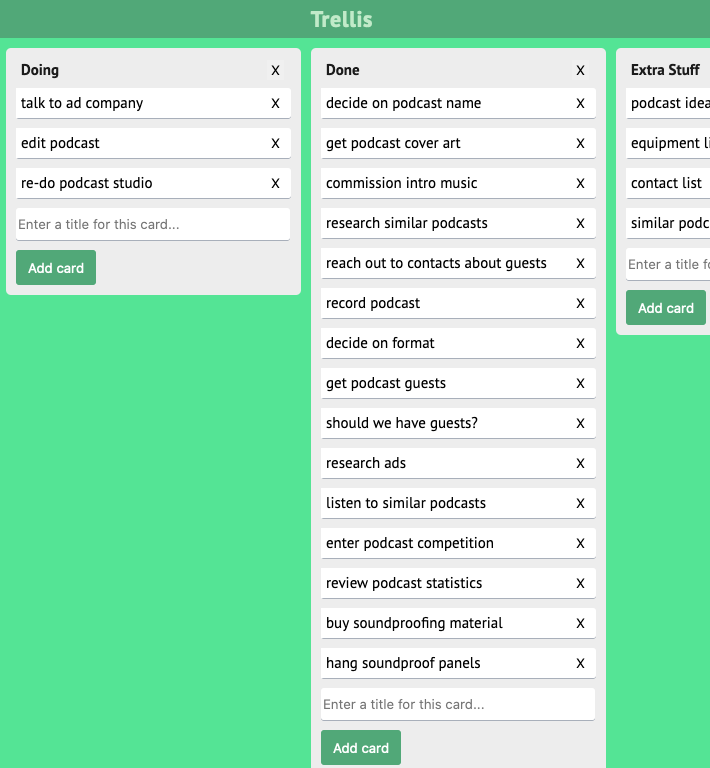 Trellis
Doing X
talk to ad company X
edit podcast X
re-do podcast studio X
Enter a title for this card...
Add card
Done X
decide on podcast name X
get podcast cover art X
commission intro music X
research similar podcasts X
reach out to contacts about guests X
record podcast X
decide on format X
get podcast guests X
should we have guests? X
research ads X
listen to similar podcasts X
enter podcast competition X
review podcast statistics X
buy soundproofing material X
hang soundproof panels X
Enter a title for this card...
Add card
Extra Stuff
podcast idea
equipment li
contact list
similar podc
Enter a title fo
Add card